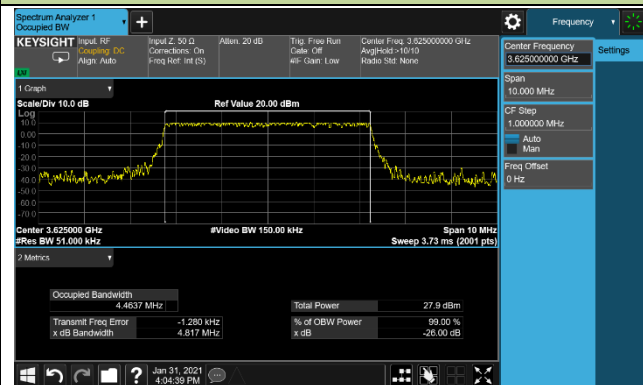 Spectrum Analyzer 1
Occupied BW
Frequency
KEYSIGHT
Input: RF
Coupling: DC
Align: Auto
Input Z: 50 Ω
Corrections: On
Freq Ref: Int (S)
Atten: 20 dB
Trig: Free Run
Gate: Off
#IF Gain: Low
Center Freq: 3.625000000 GHz
Avg|Hold:>10/10
Radio Std: None
LXI
Center Frequency
3.625000000 GHz
Settings
Span
10.000 MHz
CF Step
1.000000 MHz
Auto
Man
Freq Offset
0 Hz
1 Graph
Scale/Div 10.0 dB
Ref Value 20.00 dBm
Log
10.0
0.00
-10.0
-20.0
-30.0
-40.0
-50.0
-60.0
-70.0
Center 3.625000 GHz
#Video BW 150.00 kHz
Span 10 MHz
#Res BW 51.000 kHz
Sweep 3.73 ms (2001 pts)
2 Metrics
Occupied Bandwidth
4.4637 MHz
Total Power
27.9 dBm
Transmit Freq Error
-1.280 kHz
% of OBW Power
99.00 %
x dB Bandwidth
4.817 MHz
x dB
-26.00 dB
Jan 31, 2021
4:04:39 PM